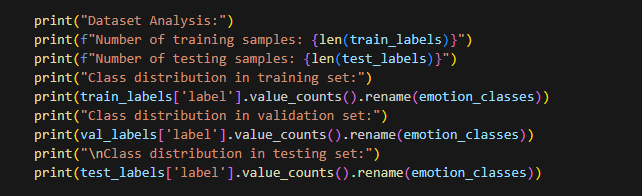 print("Dataset Analysis:")
print(f"Number of training samples: {len(train_labels)}")
print(f"Number of testing samples: {len(test_labels)}")
print("Class distribution in training set:")
print(train_labels['label'].value_counts().rename(emotion_classes))
print("Class distribution in validation set:")
print(val_labels['label'].value_counts().rename(emotion_classes))
print("\nClass distribution in testing set:")
print(test_labels['label'].value_counts().rename(emotion_classes))